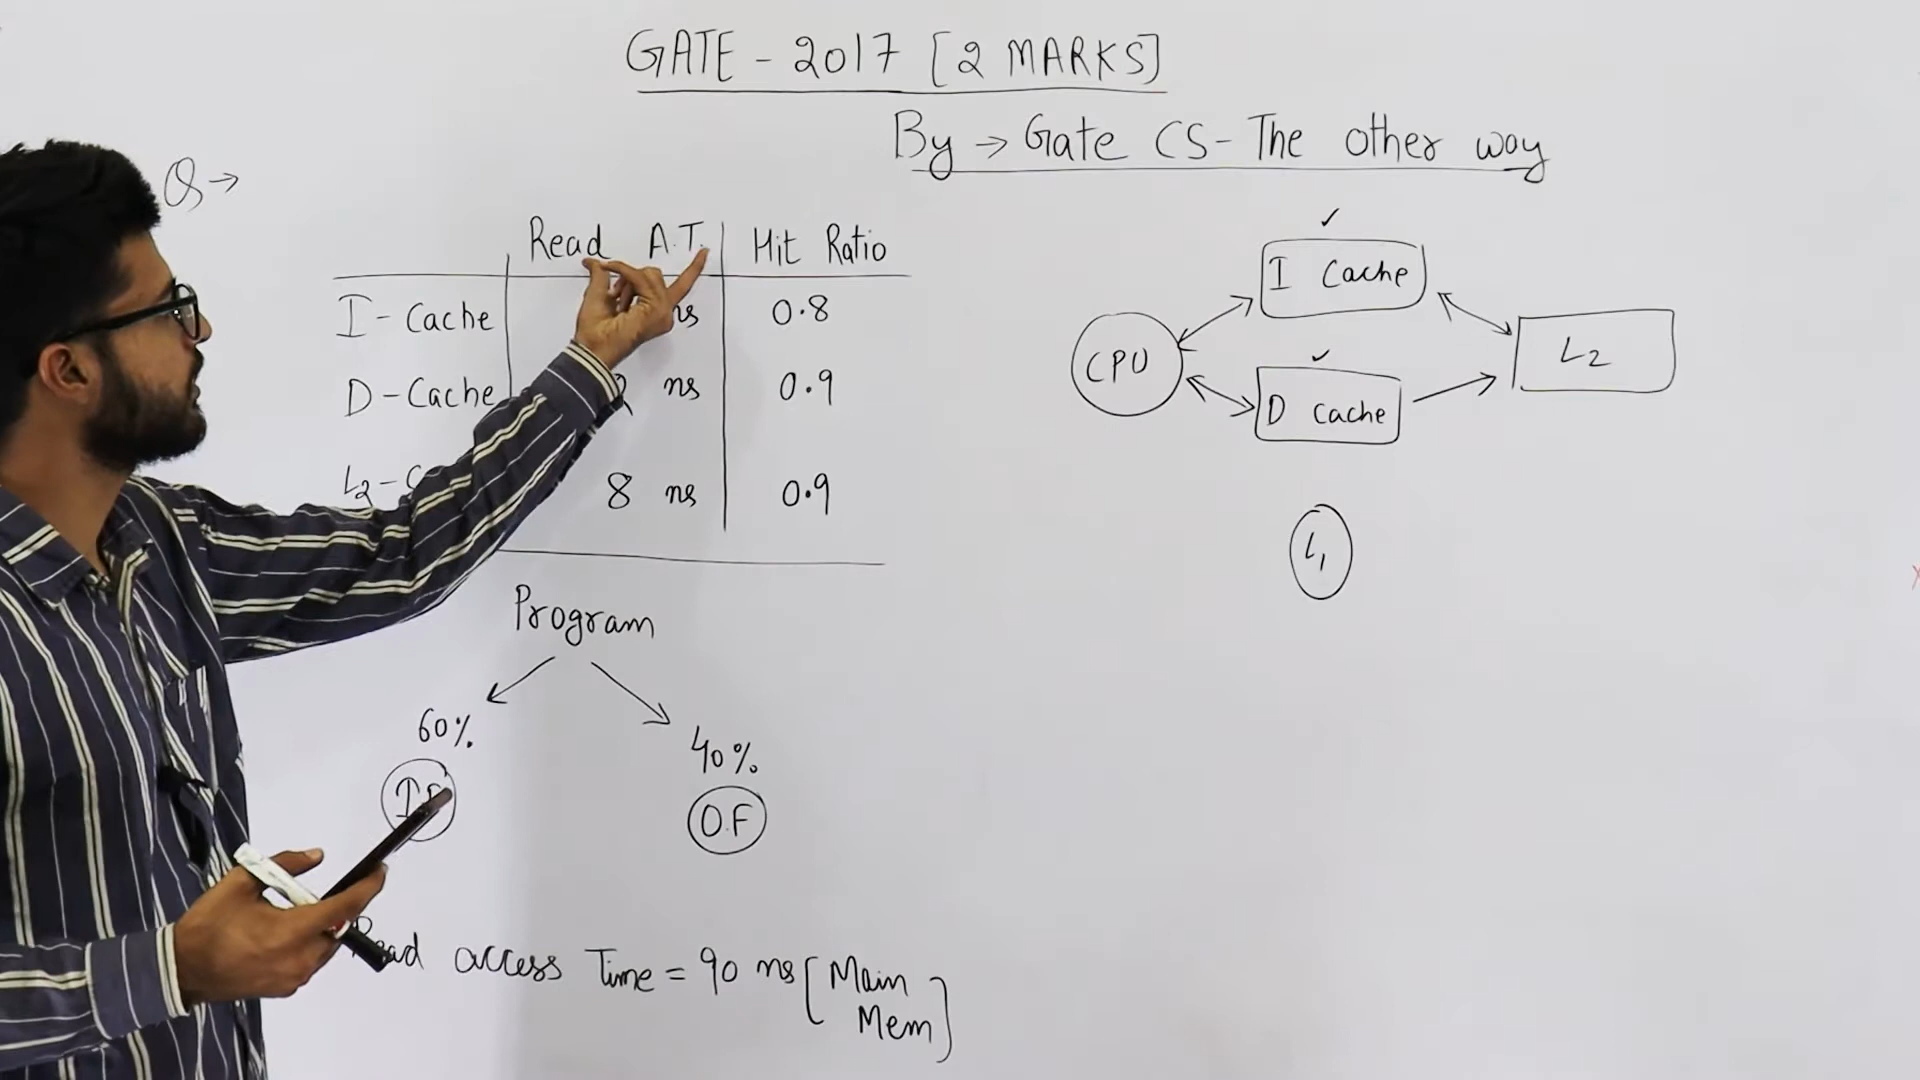 GATE - 2017 [2 MARKS]
By → Gate CS - The other way
Q →
Read A.T. Hit Ratio
I - Cache ns 0.8
D - Cache 2 ns 0.9
L2 - C 8 ns 0.9
Program
60%
40%
O.F
Read access Time = 90 ns [Main
Mem]
CPU
I Cache
D Cache
L2
L1